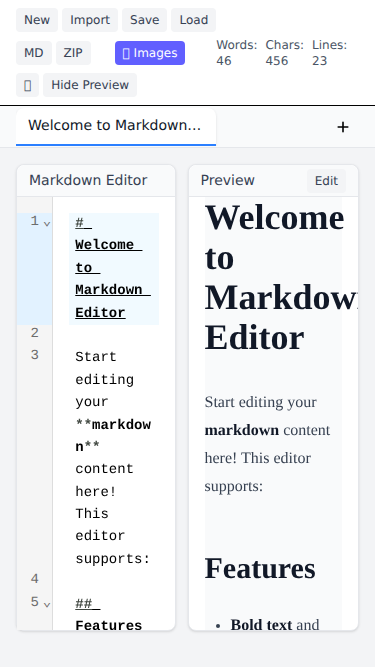 New Import Save Load
MD ZIP Images Words: Chars: Lines:
46 456 23
Hide Preview
Welcome to Markdown...
+
Markdown Editor
1 #
Welcome
to
Markdown
Editor
2
3 Start
editing
your
**markdow
n**
content
here!
This
editor
supports:
4
5 ##
Features
Preview Edit
Welcome
to
Markdow
Editor
Start editing your
markdown content
here! This editor
supports:
Features
• Bold text and